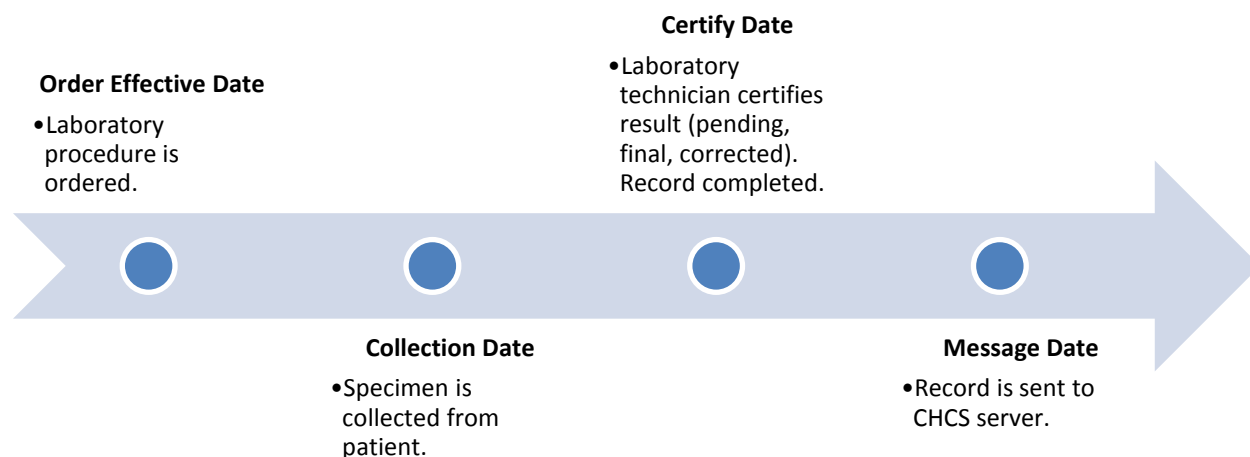 Order Effective Date
•Laboratory
procedure is
ordered.
Collection Date
•Specimen is
collected from
patient.
Certify Date
•Laboratory
technician certifies
result (pending,
final, corrected).
Record completed.
Message Date
•Record is sent to
CHCS server.